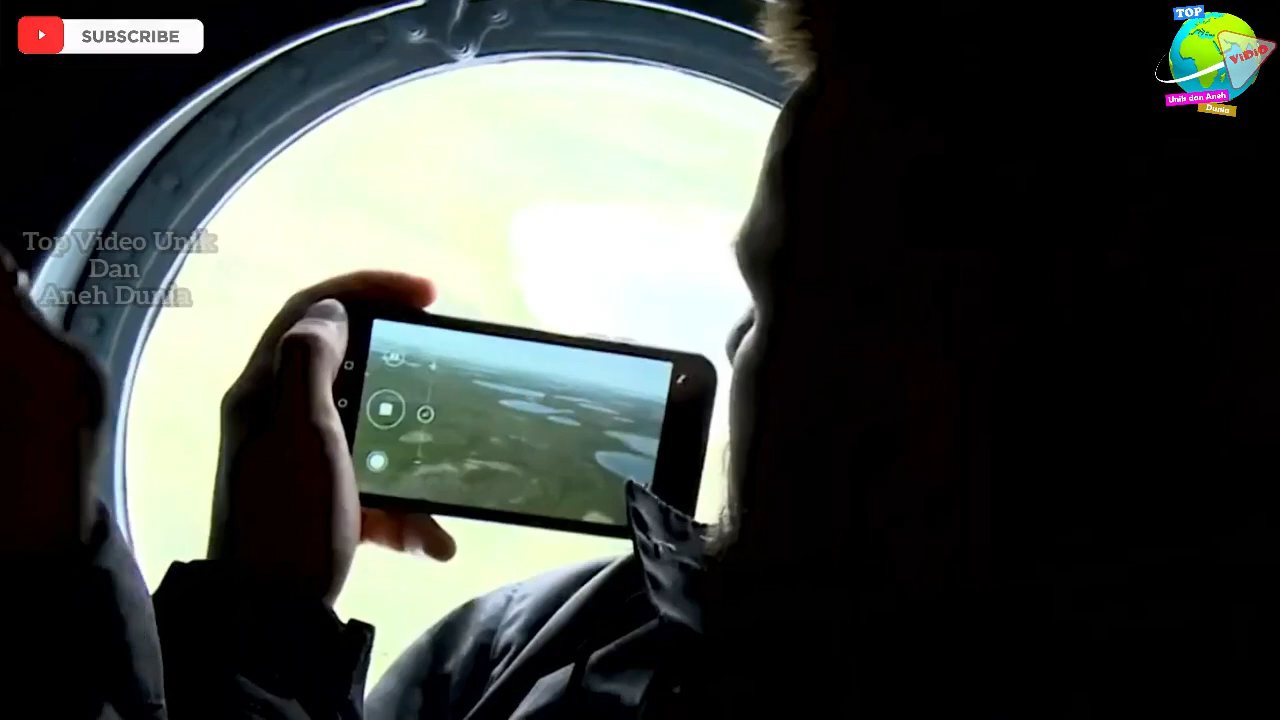 SUBSCRIBE
TOP
ViDiO
Unik dan Aneh
Dunia
Top Video Unik
Dan
Aneh Dunia